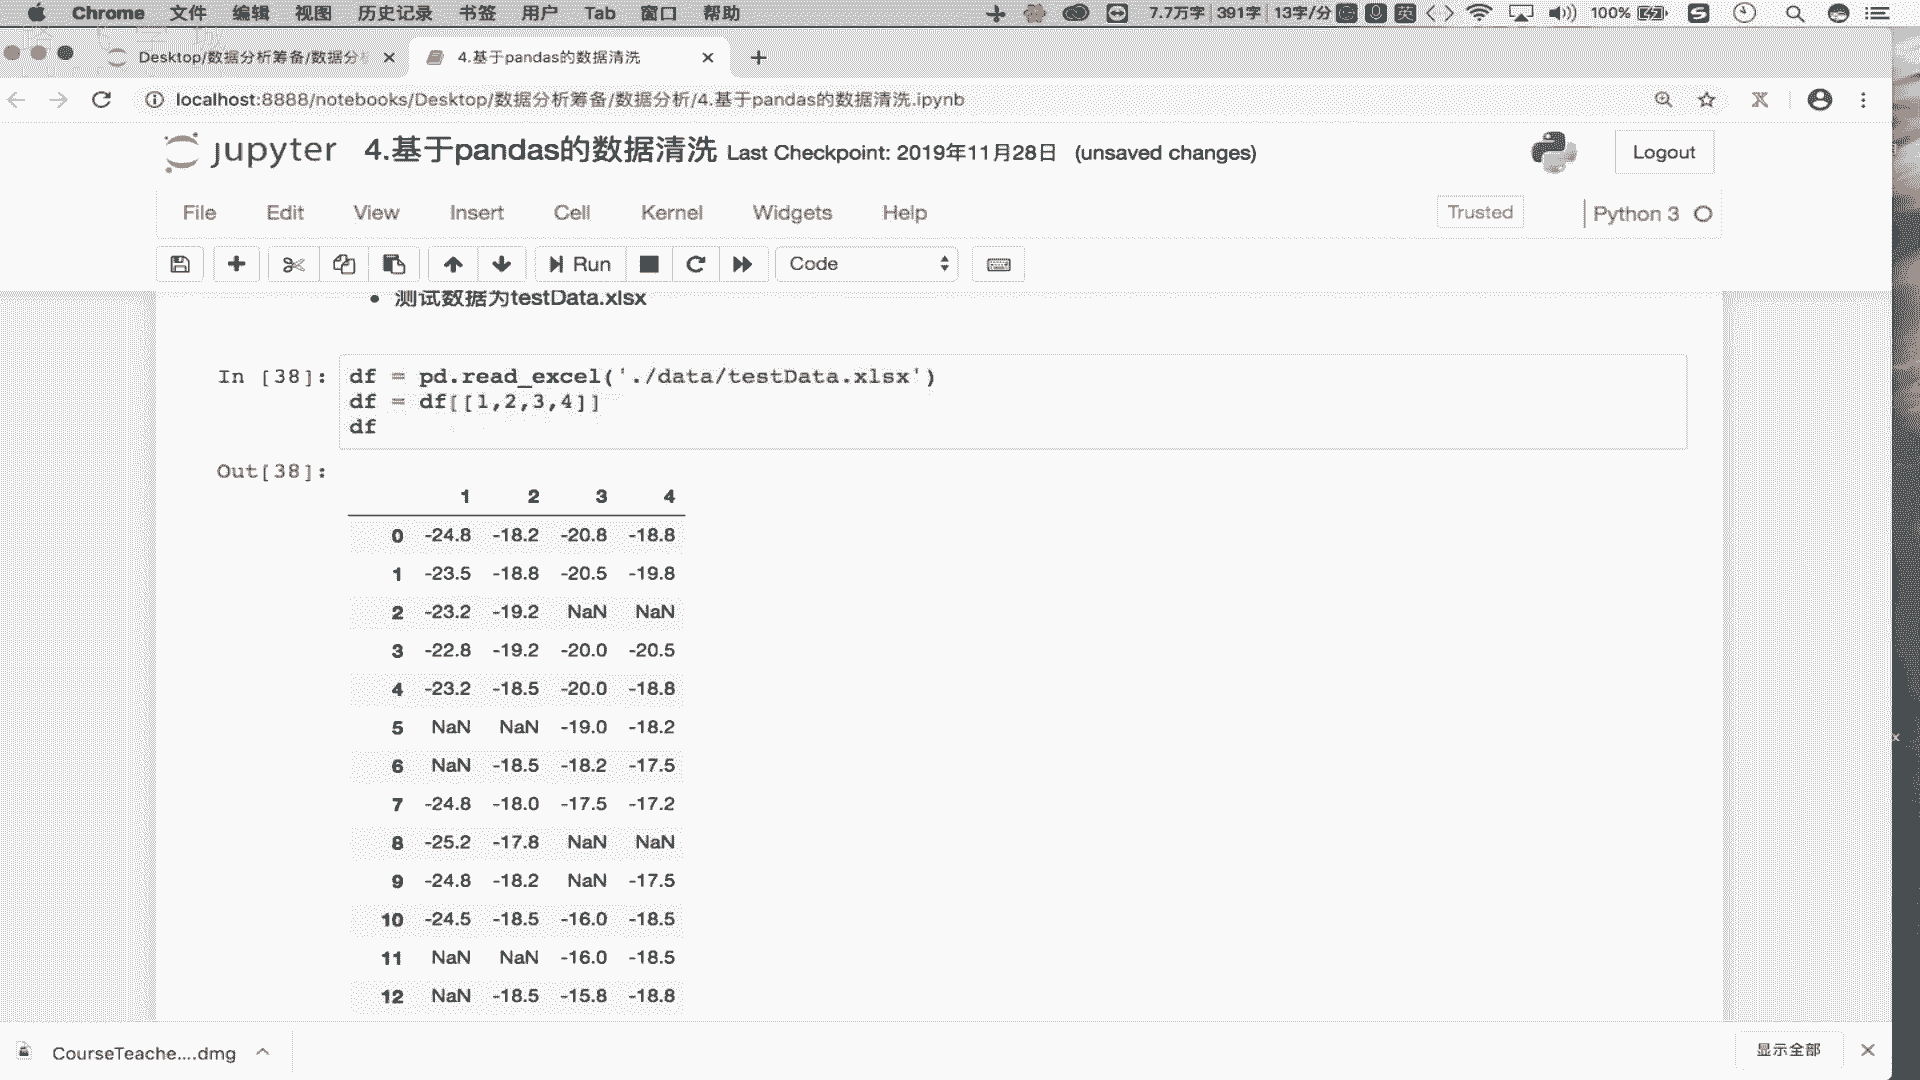 Chrome 文件 编辑 视图 历史记录 书签 用户 Tab 窗口 帮助 7.7万字 391字 13字/分 英 100%
Desktop/数据分析筹备/数据分 4.基于pandas的数据清洗
localhost:8888/notebooks/Desktop/数据分析筹备/数据分析/4.基于pandas的数据清洗.ipynb
jupyter 4.基于pandas的数据清洗 Last Checkpoint: 2019年11月28日 (unsaved changes) Logout
File Edit View Insert Cell Kernel Widgets Help Trusted Python 3
Run Code
• 测试数据为testData.xlsx
In [38]: df = pd.read_excel('./data/testData.xlsx')
df = df[[1,2,3,4]]
df
Out[38]:
1 2 3 4
0 -24.8 -18.2 -20.8 -18.8
1 -23.5 -18.8 -20.5 -19.8
2 -23.2 -19.2 NaN NaN
3 -22.8 -19.2 -20.0 -20.5
4 -23.2 -18.5 -20.0 -18.8
5 NaN NaN -19.0 -18.2
6 NaN -18.5 -18.2 -17.5
7 -24.8 -18.0 -17.5 -17.2
8 -25.2 -17.8 NaN NaN
9 -24.8 -18.2 NaN -17.5
10 -24.5 -18.5 -16.0 -18.5
11 NaN NaN -16.0 -18.5
12 NaN -18.5 -15.8 -18.8
CourseTeache....dmg 显示全部